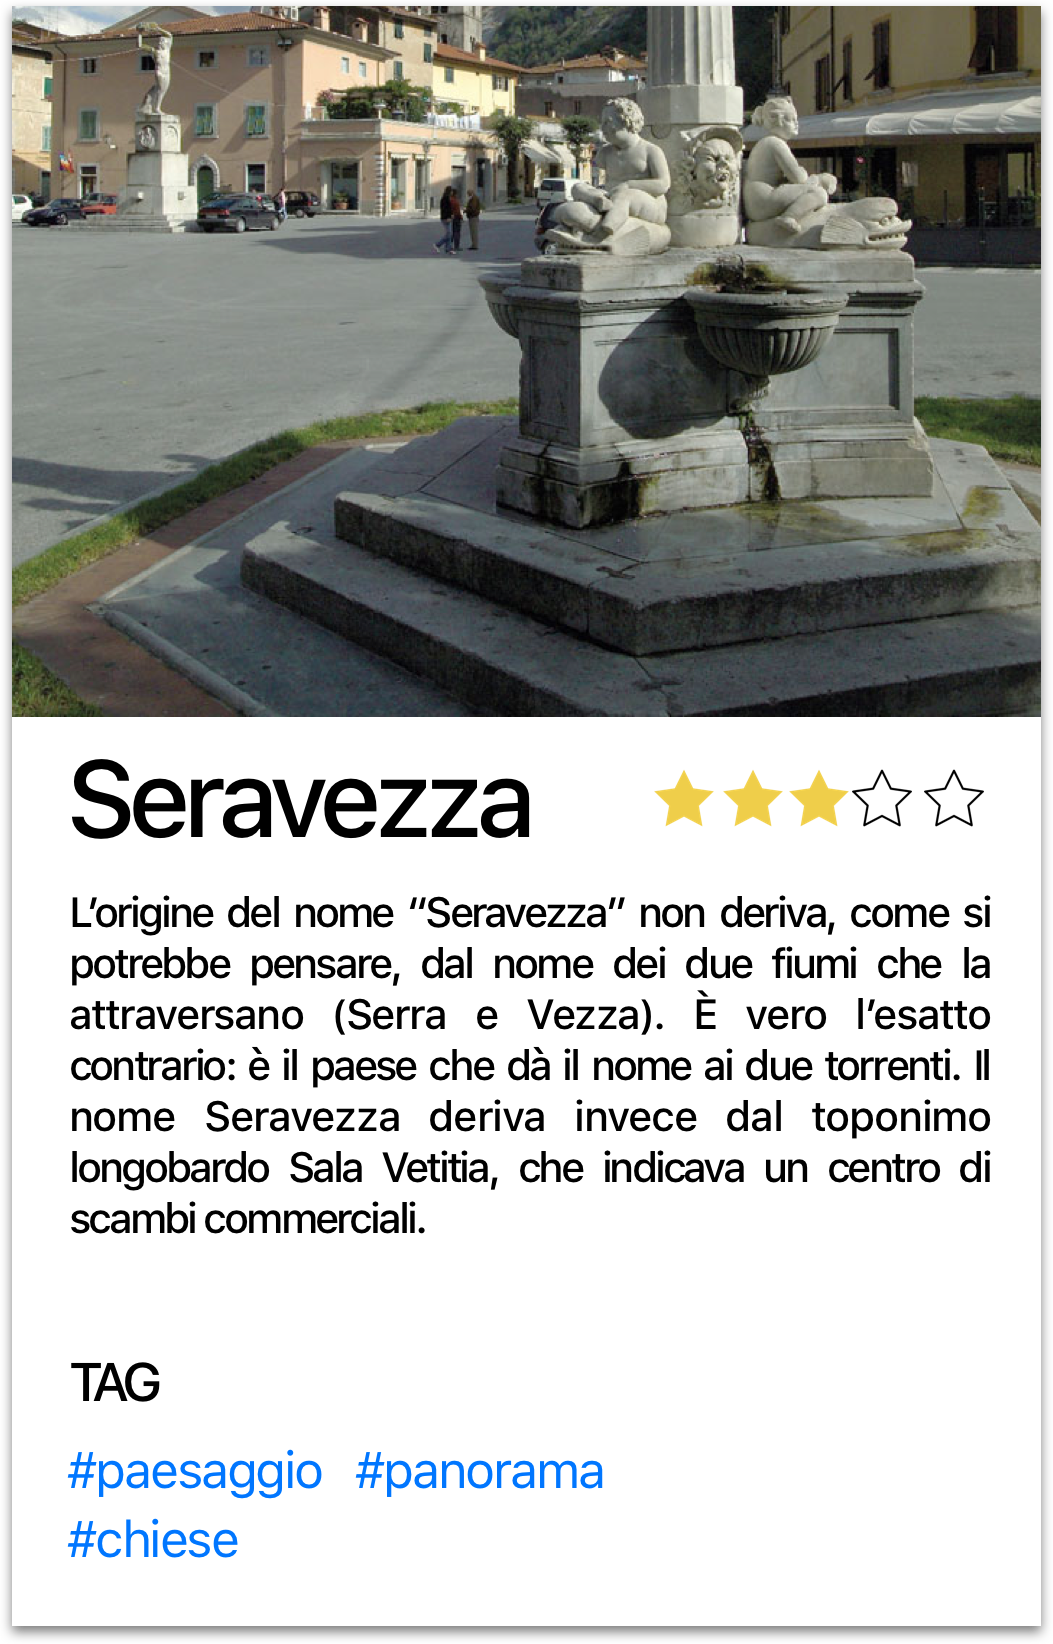 Seravezza
L’origine del nome “Seravezza” non deriva, come si
potrebbe pensare, dal nome dei due fiumi che la
attraversano (Serra e Vezza). È vero l’esatto
contrario: è il paese che dà il nome ai due torrenti. Il
nome Seravezza deriva invece dal toponimo
longobardo Sala Vetitia, che indicava un centro di
scambi commerciali.
TAG
#paesaggio #panorama
#chiese